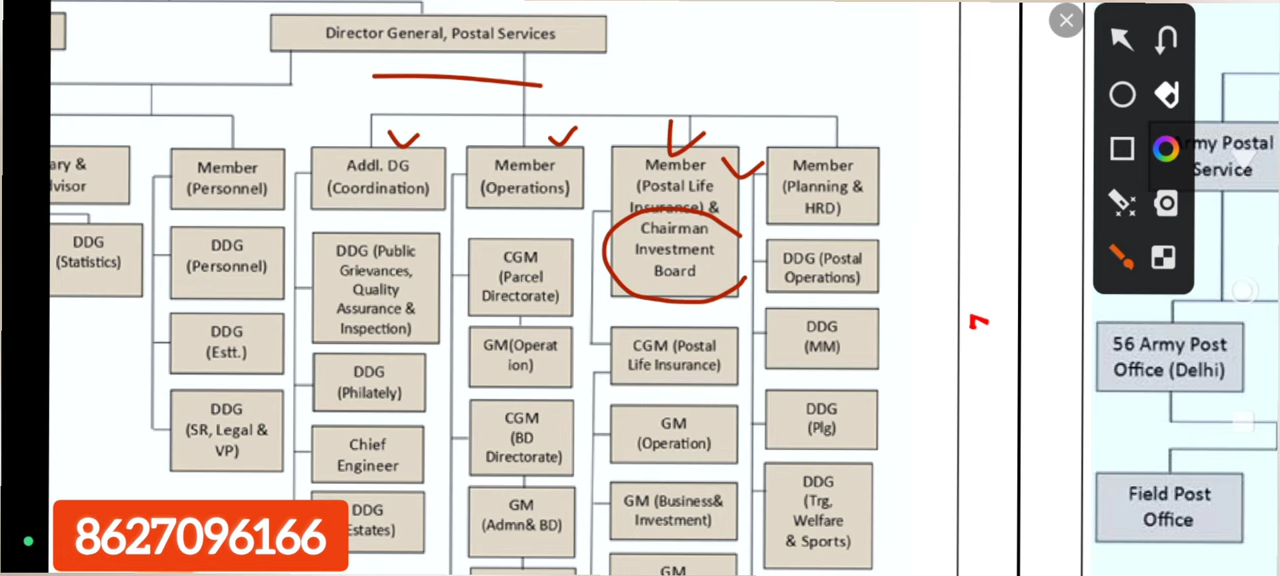 Director General, Postal Services
ary &
visor
DDG
(Statistics)
Member
(Personnel)
DDG
(Personnel)
DDG
(Estt.)
DDG
(SR, Legal &
VP)
Addl. DG
(Coordination)
DDG (Public
Grievances,
Quality
Assurance &
Inspection)
DDG
(Philately)
Chief
Engineer
DDG
Estates)
Member
(Operations)
CGM
(Parcel
Directorate)
GM(Operat
ion)
CGM
(BD
Directorate)
GM
(Admn& BD)
Member
(Postal Life
Insurance) &
Chairman
Investment
Board
CGM (Postal
Life Insurance)
GM
(Operation)
GM (Business&
Investment)
GM
Member
(Planning &
HRD)
DDG (Postal
Operations)
DDG
(MM)
DDG
(Plg)
DDG
(Trg,
Welfare
& Sports)
7
rmy Postal
Service
56 Army Post
Office (Delhi)
Field Post
Office
8627096166